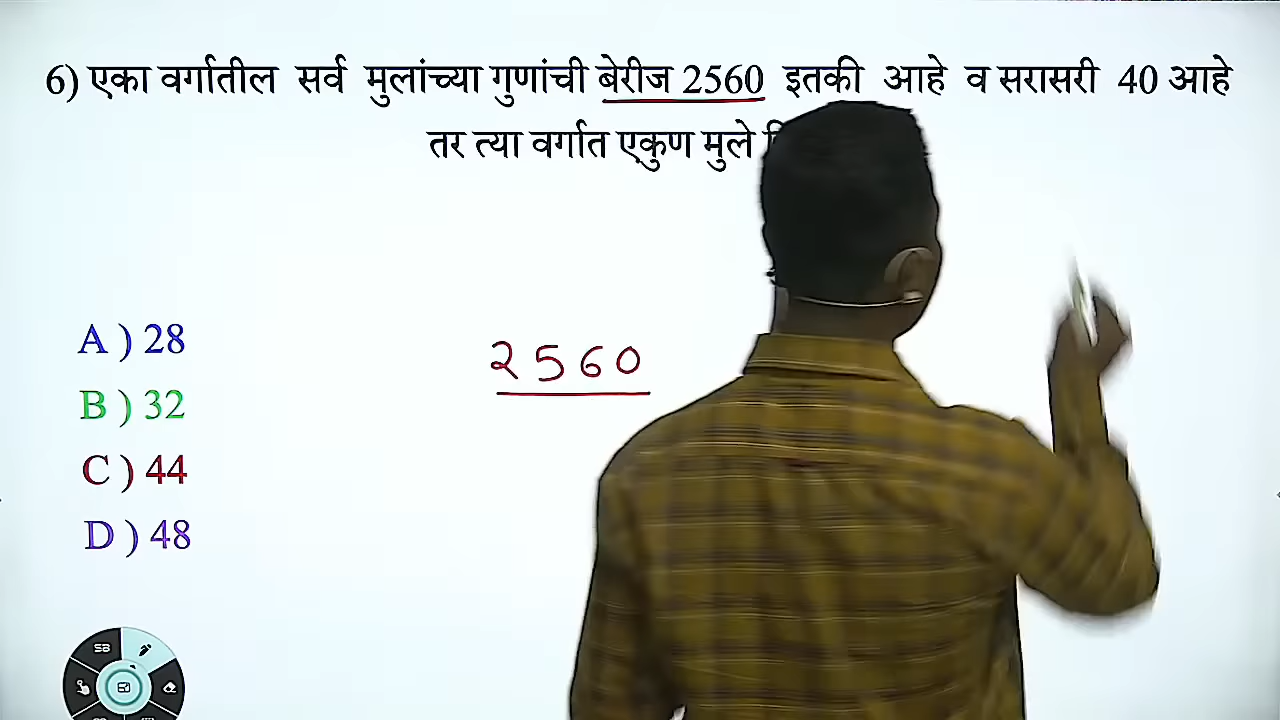 6) एका वर्गातील सर्व मुलांच्या गुणांची बेरीज 2560 इतकी आहे व सरासरी 40 आहे
तर त्या वर्गात एकुण मुले
A ) 28
B ) 32
C ) 44
D ) 48
२560
SB